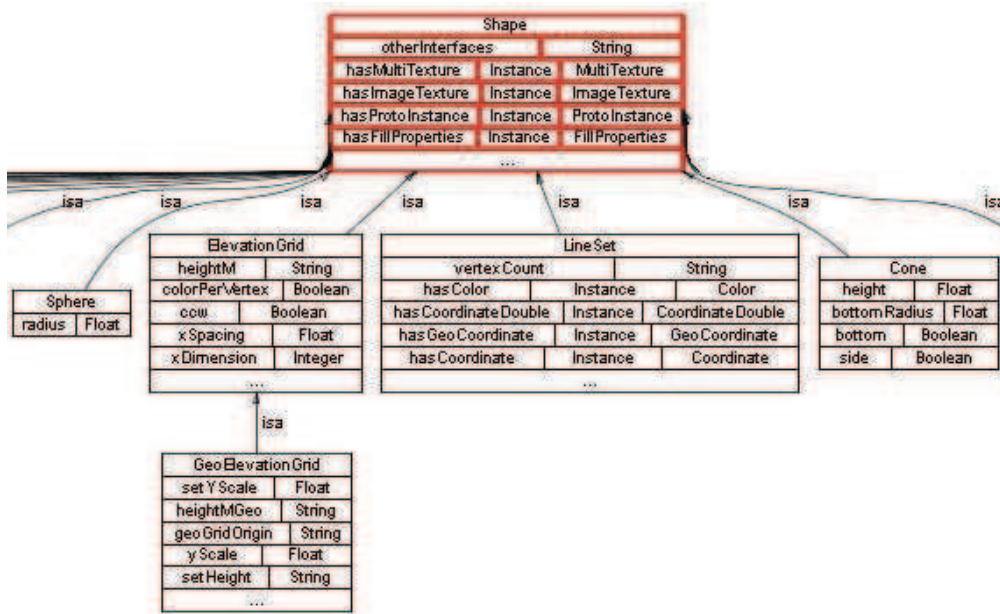 Shape
otherInterfaces String
hasMultiTexture Instance MultiTexture
hasImageTexture Instance ImageTexture
hasProtoInstance Instance ProtoInstance
hasFillProperties Instance FillProperties
...
isa isa isa isa isa isa isa
ElevationGrid
heightM String
colorPerVertex Boolean
ccw Boolean
xSpacing Float
xDimension Integer
...
LineSet
vertexCount String
hasColor Instance Color
hasCoordinateDouble Instance CoordinateDouble
hasGeoCoordinate Instance GeoCoordinate
hasCoordinate Instance Coordinate
...
Cone
height Float
bottomRadius Float
bottom Boolean
side Boolean
Sphere
radius Float
isa
GeoElevationGrid
setYScale Float
heightMGeo String
geoGridOrigin String
yScale Float
setHeight String
...